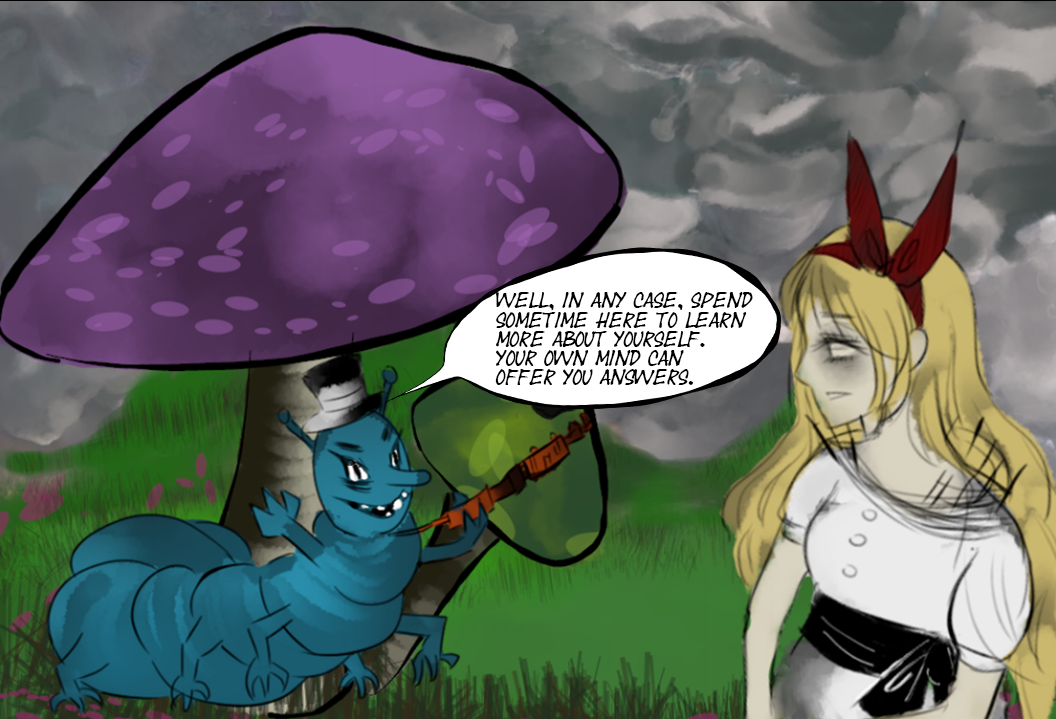 WELL, IN ANY CASE, SPEND
SOMETIME HERE TO LEARN
MORE ABOUT YOURSELF.
YOUR OWN MIND CAN
OFFER YOU ANSWERS.